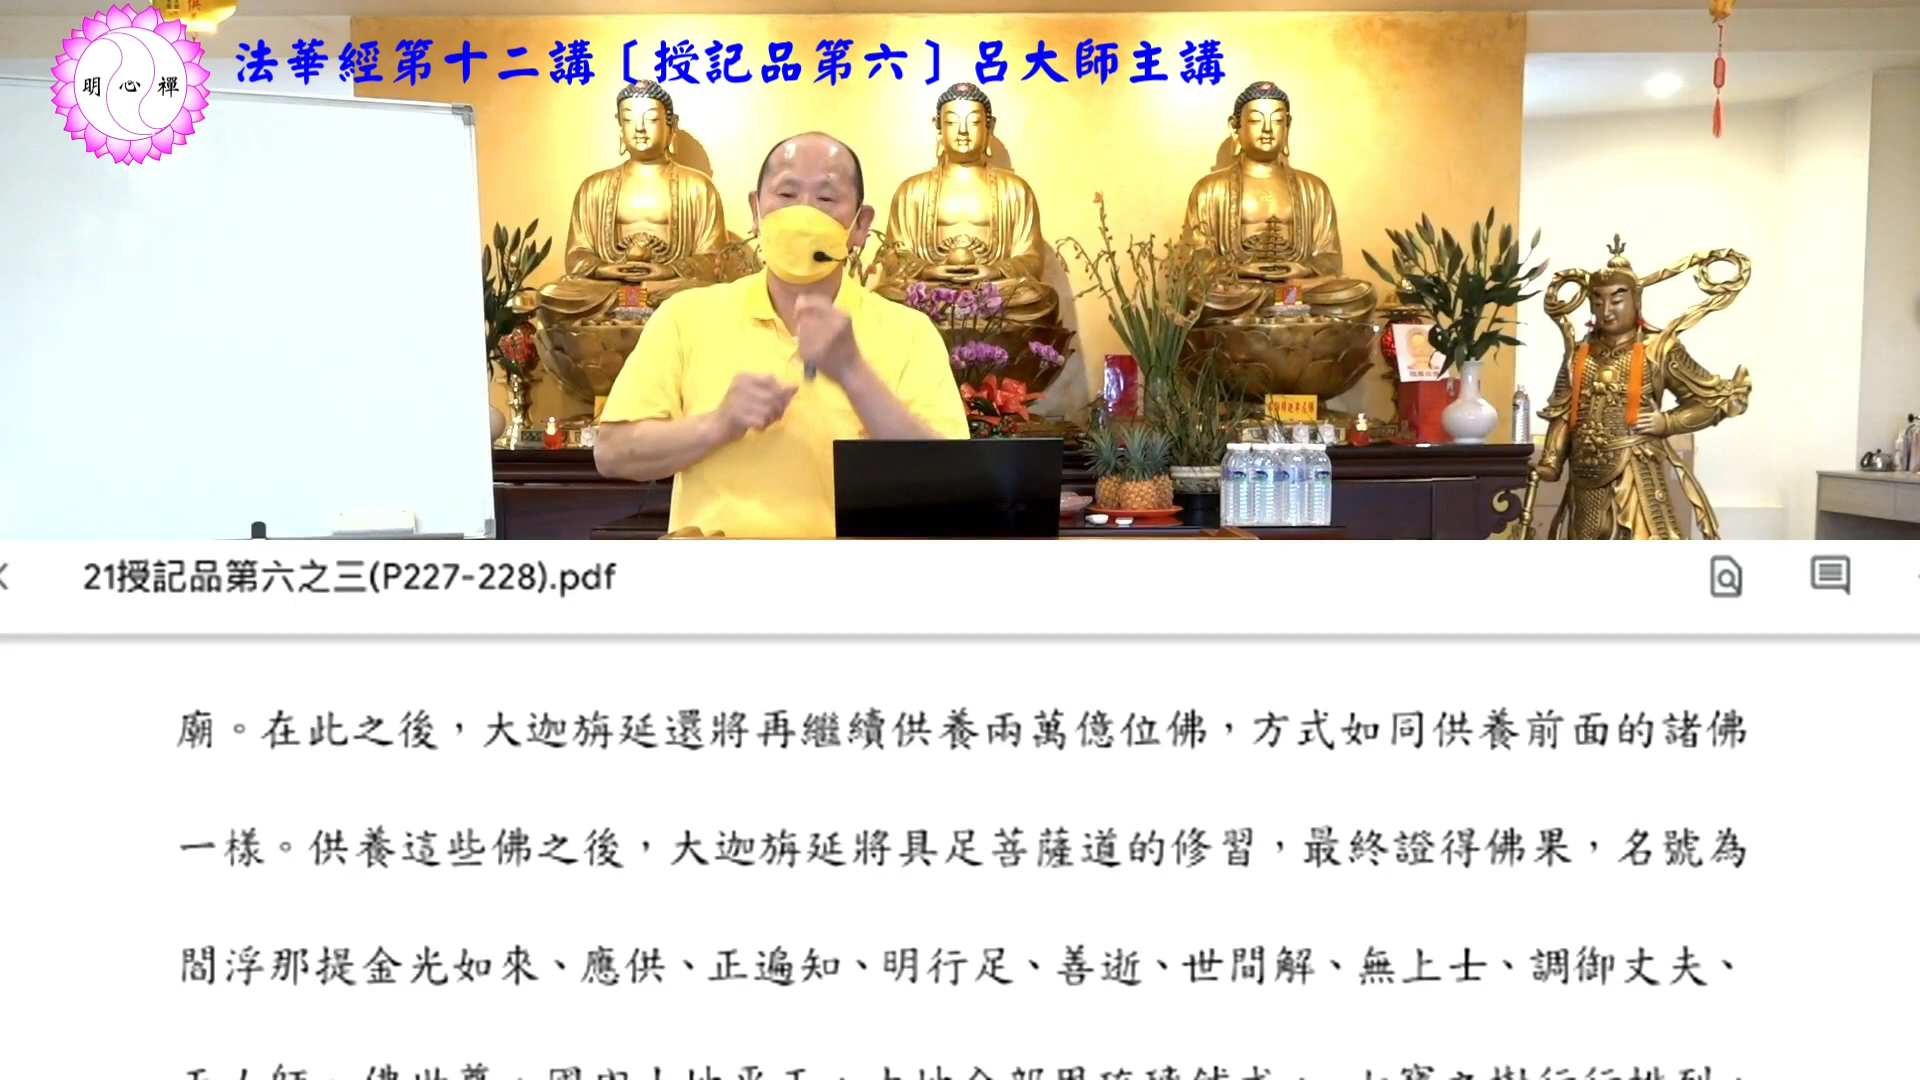 明心禪
法華經第十二講〔授記品第六〕呂大師主講
21授記品第六之三(P227-228).pdf
廟。在此之後，大迦旃延還將再繼續供養兩萬億位佛，方式如同供養前面的諸佛
一樣。供養這些佛之後，大迦旃延將具足菩薩道的修習，最終證得佛果，名號為
閻浮那提金光如來、應供、正遍知、明行足、善逝、世間解、無上士、調御丈夫、